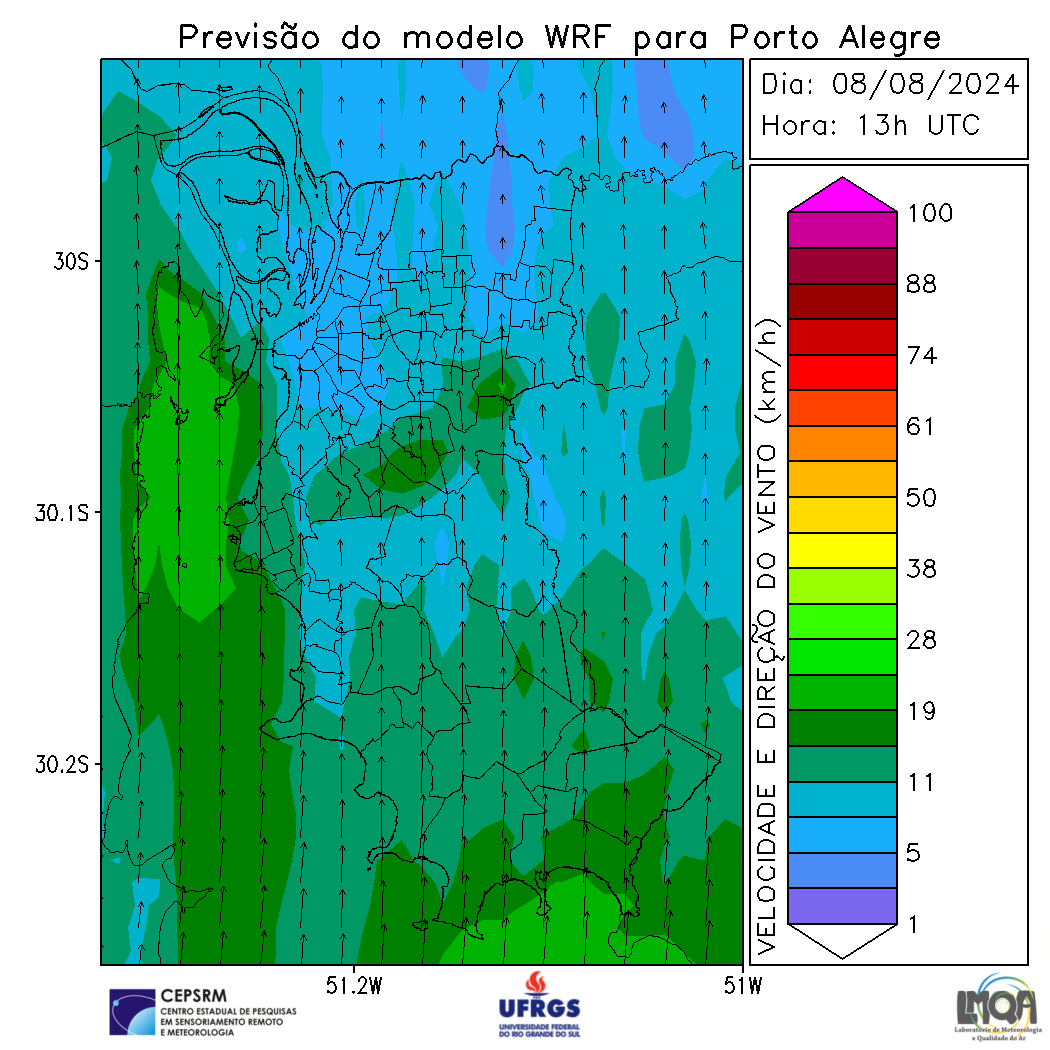 Previsão do modelo WRF para Porto Alegre
Dia: 08/08/2024
Hora: 13h UTC
30S
30.1S
30.2S
51.2W
51W
VELOCIDADE E DIREÇÃO DO VENTO (km/h)
100
88
74
61
50
38
28
19
11
5
1
CEPSRM
CENTRO ESTADUAL DE PESQUISAS
EM SENSORIAMENTO REMOTO
E METEOROLOGIA
UFRGS
UNIVERSIDADE FEDERAL
DO RIO GRANDE DO SUL
LMQA
Laboratório de Meteorologia
e Qualidade do Ar